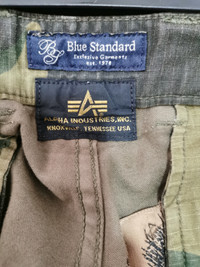 BS Blue Standard
Exclusive Garments
est. 1978
ALPHA INDUSTRIES, INC.
KNOXVILLE, TENNESSEE USA